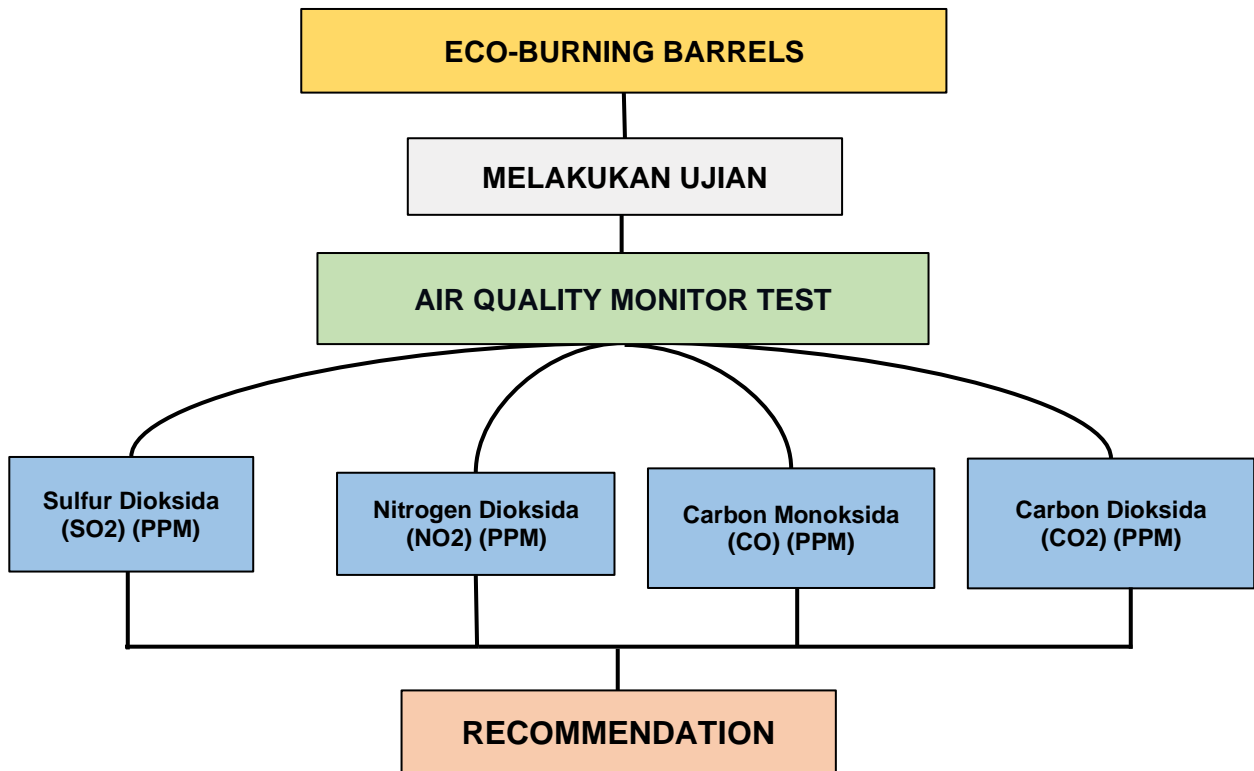 ECO-BURNING BARRELS
MELAKUKAN UJIAN
AIR QUALITY MONITOR TEST
Sulfur Dioksida
(SO2) (PPM)
Nitrogen Dioksida
(NO2) (PPM)
Carbon Monoksida
(CO) (PPM)
Carbon Dioksida
(CO2) (PPM)
RECOMMENDATION